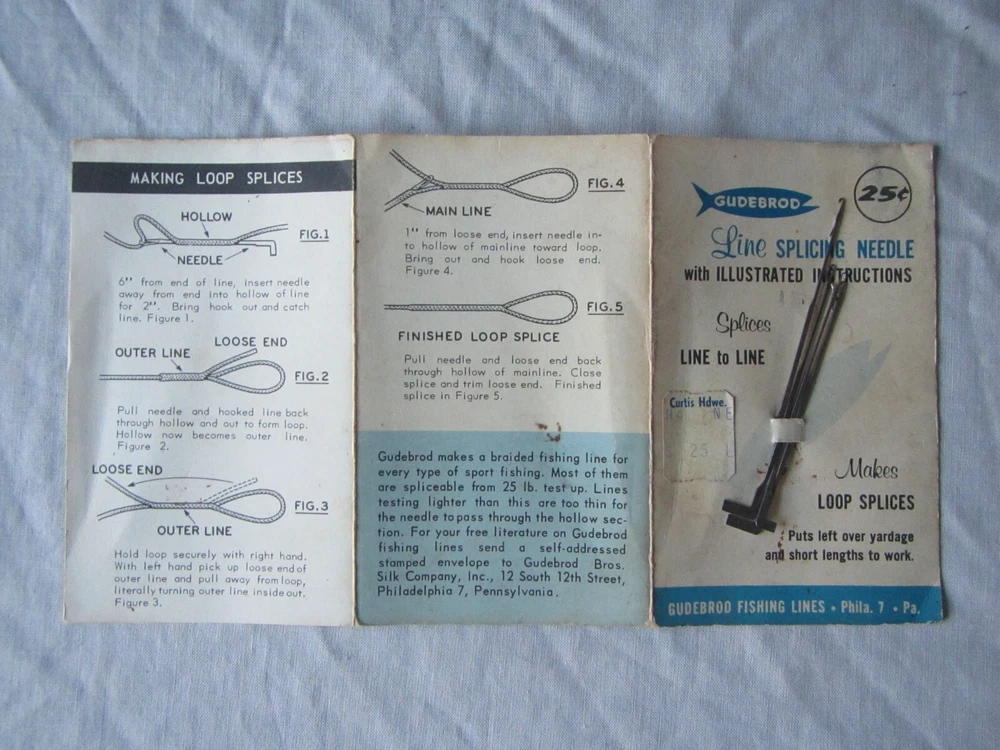 MAKING LOOP SPLICES
HOLLOW
FIG.1
NEEDLE
6" from end of line, insert needle
away from end into hollow of line
for 2". Bring hook out and catch
line. Figure 1.
LOOSE END
OUTER LINE
FIG.2
Pull needle and hooked line back
through hollow and out to form loop.
Hollow now becomes outer line.
Figure 2.
LOOSE END
FIG.3
OUTER LINE
Hold loop securely with right hand.
With left hand pick up loose end of
outer line and pull away from loop,
literally turning outer line inside out.
Figure 3.
FIG.4
MAIN LINE
1" from loose end, insert needle in-
to hollow of mainline toward loop.
Bring out and hook loose end.
Figure 4.
FIG.5
FINISHED LOOP SPLICE
Pull needle and loose end back
through hollow of mainline. Close
splice and trim loose end. Finished
splice in Figure 5.
Gudebrod makes a braided fishing line for
every type of sport fishing. Most of them
are spliceable from 25 lb. test up. Lines
testing lighter than this are too thin for
the needle to pass through the hollow sec-
tion. For your free literature on Gudebrod
fishing lines send a self-addressed
stamped envelope to Gudebrod Bros.
Silk Company, Inc., 12 South 12th Street,
Philadelphia 7, Pennsylvania.
GUDEBROD
25¢
Line SPLICING NEEDLE
with ILLUSTRATED INSTRUCTIONS
Splices
LINE to LINE
Curtis Hdwe.
NE
25
Makes
LOOP SPLICES
Puts left over yardage
and short lengths to work.
GUDEBROD FISHING LINES • Phila. 7 • Pa.